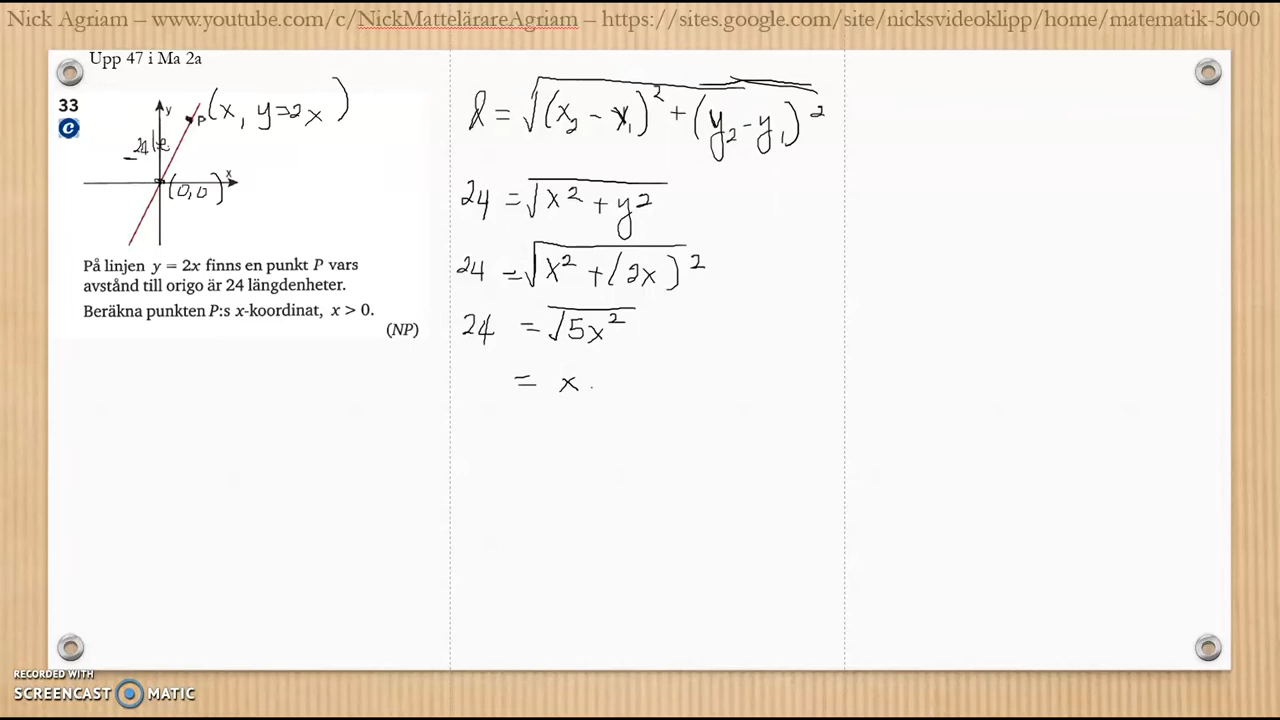 Nick Agriam – www.youtube.com/c/NickMattelärareAgriam – https://sites.google.com/site/nicksvideoklipp/home/matematik-5000
Upp 47 i Ma 2a
33
C
y
P (x, y=2x)
24 l.e
x
(0,0)
På linjen y = 2x finns en punkt P vars
avstånd till origo är 24 längdenheter.
Beräkna punkten P:s x-koordinat, x > 0.
(NP)
d = √((x₂ – x₁)² + (y₂ – y₁)²)
24 = √(x² + y²)
24 = √(x² + (2x)²)
24 = √(5x²)
= x
RECORDED WITH
SCREENCAST MATIC